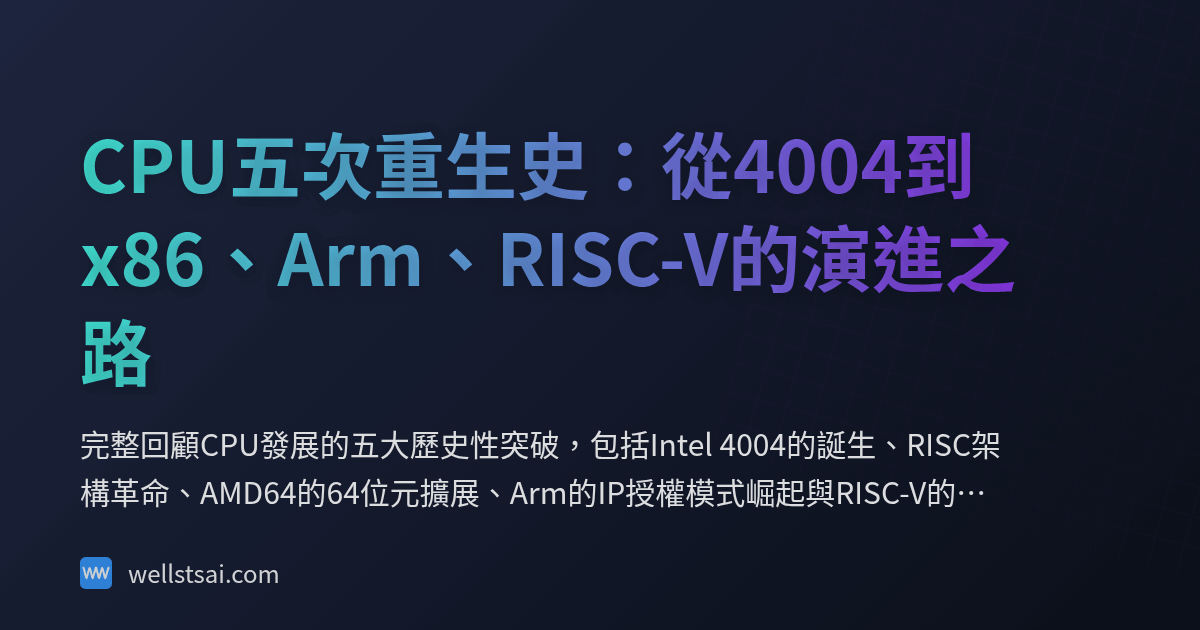 CPU五次重生史：從4004到
x86、Arm、RISC-V的演進之
路
完整回顧CPU發展的五大歷史性突破，包括Intel 4004的誕生、RISC架
構革命、AMD64的64位元擴展、Arm的IP授權模式崛起與RISC-V的⋯
wellstsai.com